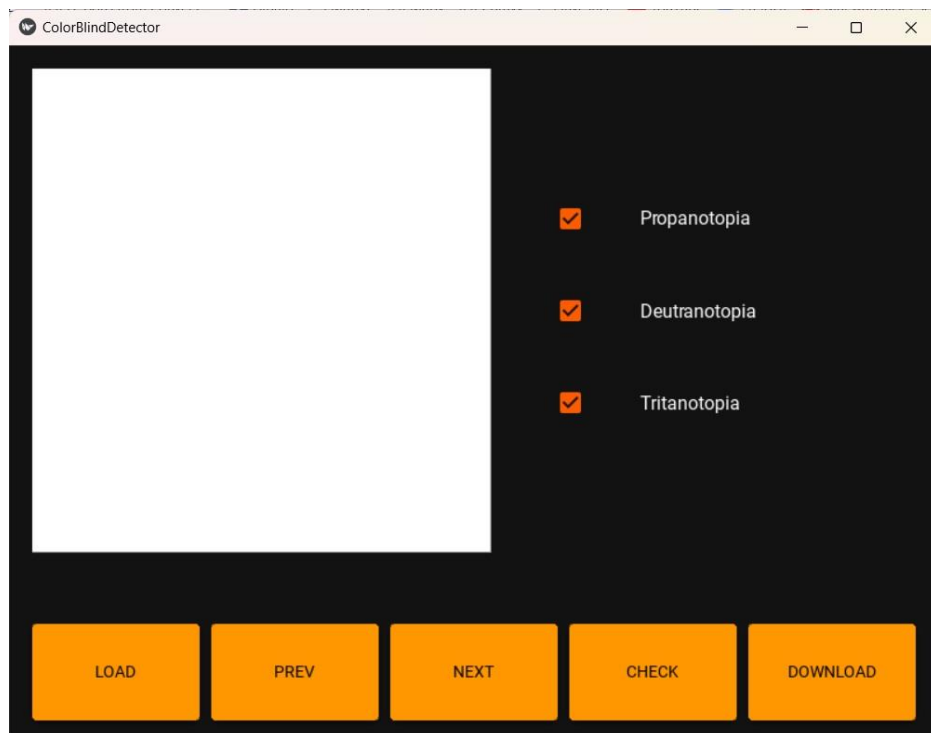 ColorBlindDetector
Propanotopia
Deutranotopia
Tritanotopia
LOAD PREV NEXT CHECK DOWNLOAD